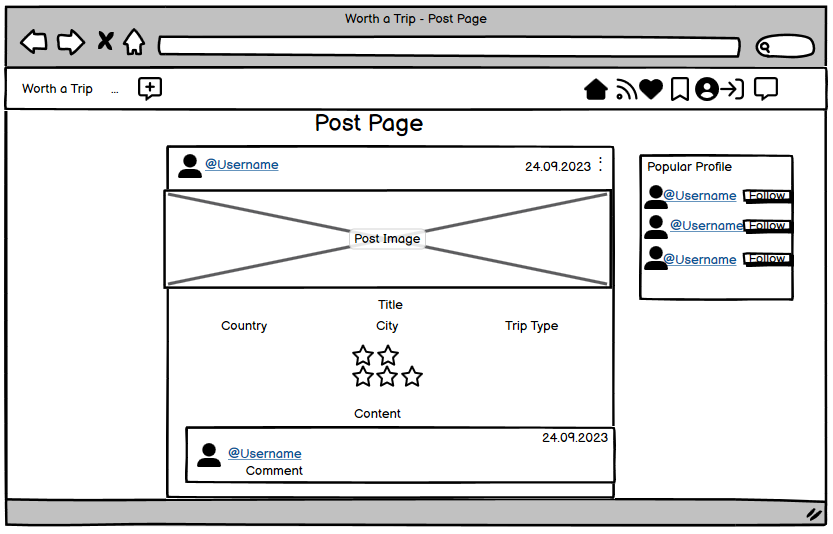 Worth a Trip - Post Page
Worth a Trip ...
Post Page
@Username 24.09.2023
Post Image
Title
Country City Trip Type
Content
24.09.2023
@Username
Comment
Popular Profile
@Username Follow
@Username Follow
@Username Follow